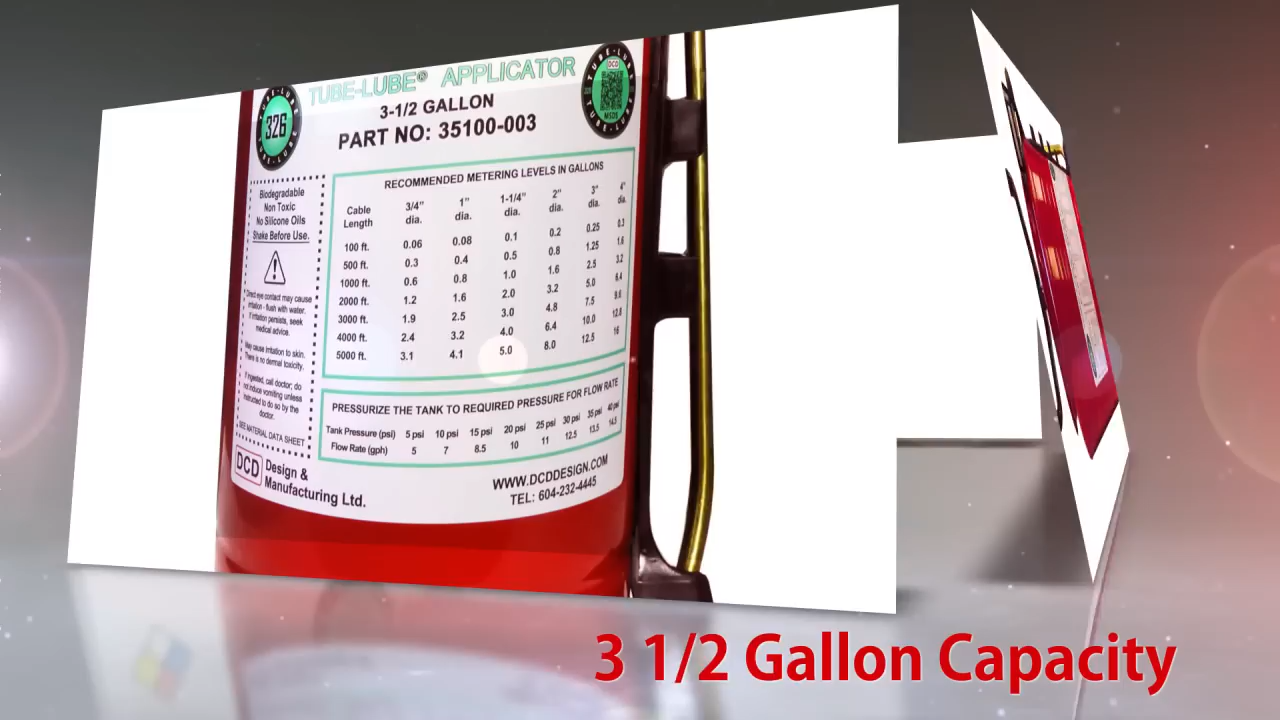 TUBE-LUBE® APPLICATOR
3-1/2 GALLON
PART NO: 35100-003
TUBE-LUBE
326
TUBE-LUBE
TUBE-LUBE
DCD
MSDS
TUBE-LUBE
Biodegradable
Non Toxic
No Silicone Oils
Shake Before Use.
Direct eye contact may cause
irritation - flush with water.
If irritation persists, seek
medical advice.
May cause irritation to skin.
There is no dermal toxicity.
If ingested, call doctor; do
not induce vomiting unless
instructed to do so by the
doctor.
SEE MATERIAL DATA SHEET
RECOMMENDED METERING LEVELS IN GALLONS
Cable Length 3/4" dia. 1" dia. 1-1/4" dia. 2" dia. 3" dia. 4" dia.
100 ft. 0.06 0.08 0.1 0.2 0.25 0.3
500 ft. 0.3 0.4 0.5 0.8 1.25 1.6
1000 ft. 0.6 0.8 1.0 1.6 2.5 3.2
2000 ft. 1.2 1.6 2.0 3.2 5.0 6.4
3000 ft. 1.9 2.5 3.0 4.8 7.5 9.6
4000 ft. 2.4 3.2 4.0 6.4 10.0 12.8
5000 ft. 3.1 4.1 5.0 8.0 12.5 16
PRESSURIZE THE TANK TO REQUIRED PRESSURE FOR FLOW RATE
Tank Pressure (psi) 5 psi 10 psi 15 psi 20 psi 25 psi 30 psi 35 psi 40 psi
Flow Rate (gph) 5 7 8.5 10 11 12.5 13.5 14.5
DCD Design &
Manufacturing Ltd.
WWW.DCDDESIGN.COM
TEL: 604-232-4445
3 1/2 Gallon Capacity